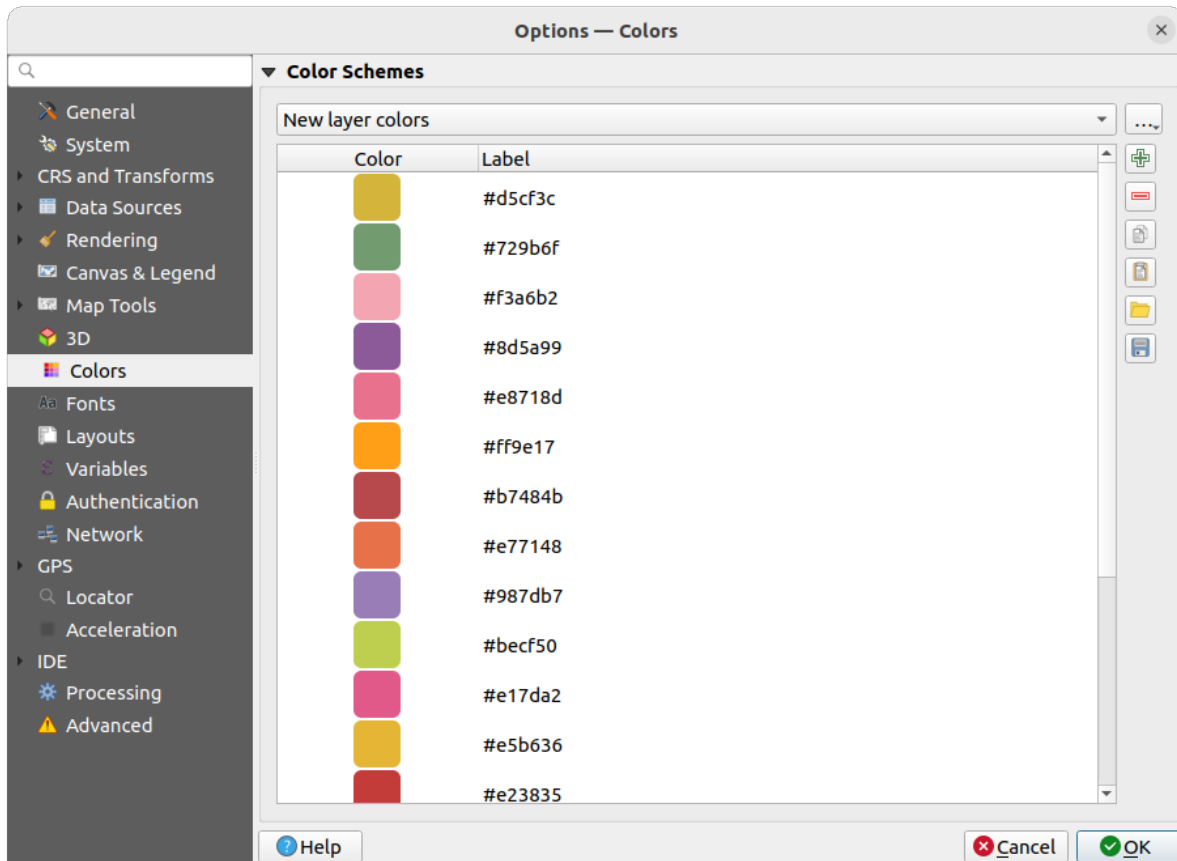 Options — Colors
Color Schemes
General
System
CRS and Transforms
Data Sources
Rendering
Canvas & Legend
Map Tools
3D
Colors
Aa Fonts
Layouts
Variables
Authentication
Network
GPS
Locator
Acceleration
IDE
Processing
Advanced
New layer colors
...
Color Label
#d5cf3c
#729b6f
#f3a6b2
#8d5a99
#e8718d
#ff9e17
#b7484b
#e77148
#987db7
#becf50
#e17da2
#e5b636
#e23835
? Help
Cancel
OK